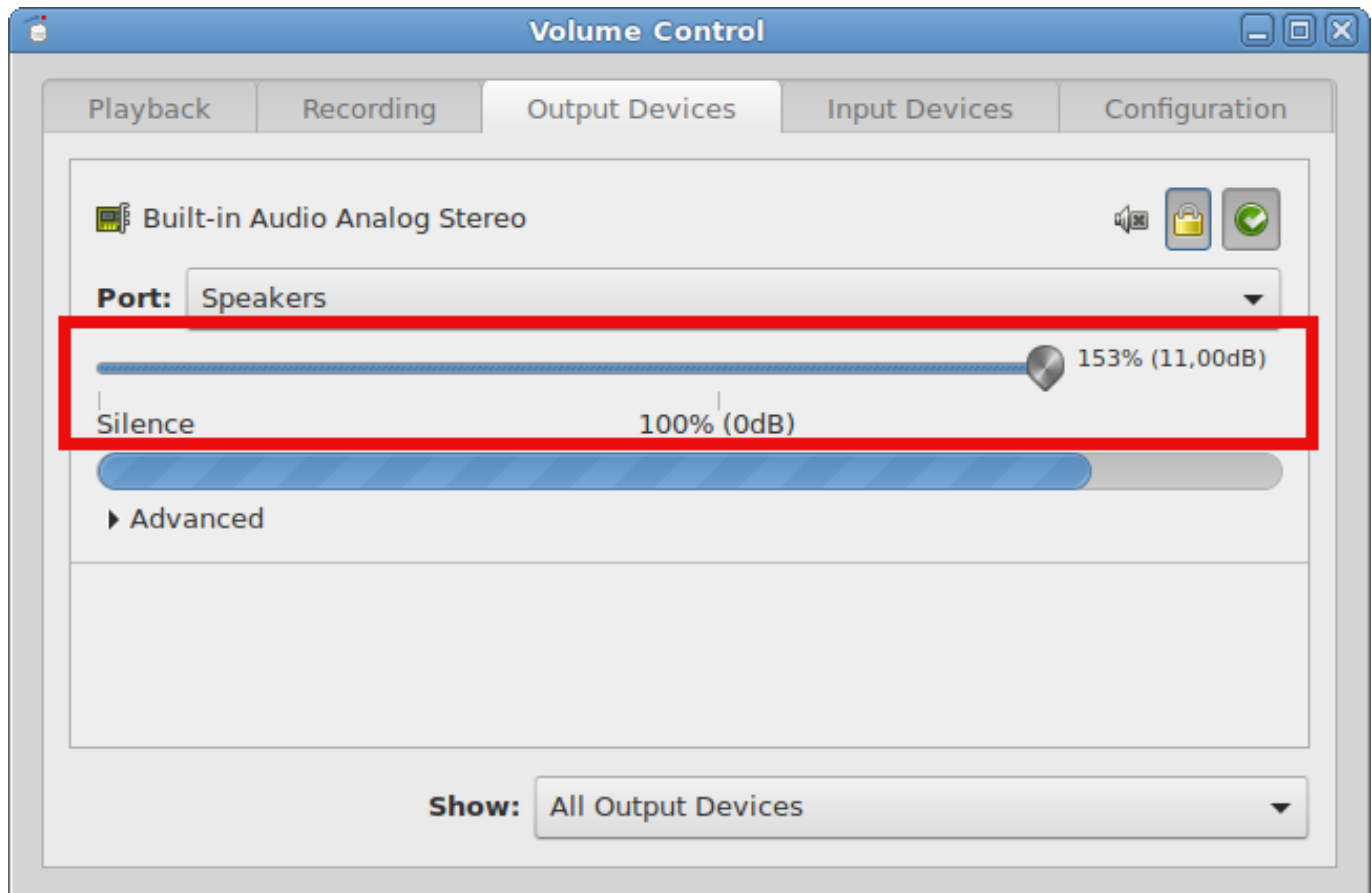 Volume Control
Playback Recording Output Devices Input Devices Configuration
Built-in Audio Analog Stereo
Port: Speakers
153% (11,00dB)
Silence 100% (0dB)
Advanced
Show: All Output Devices